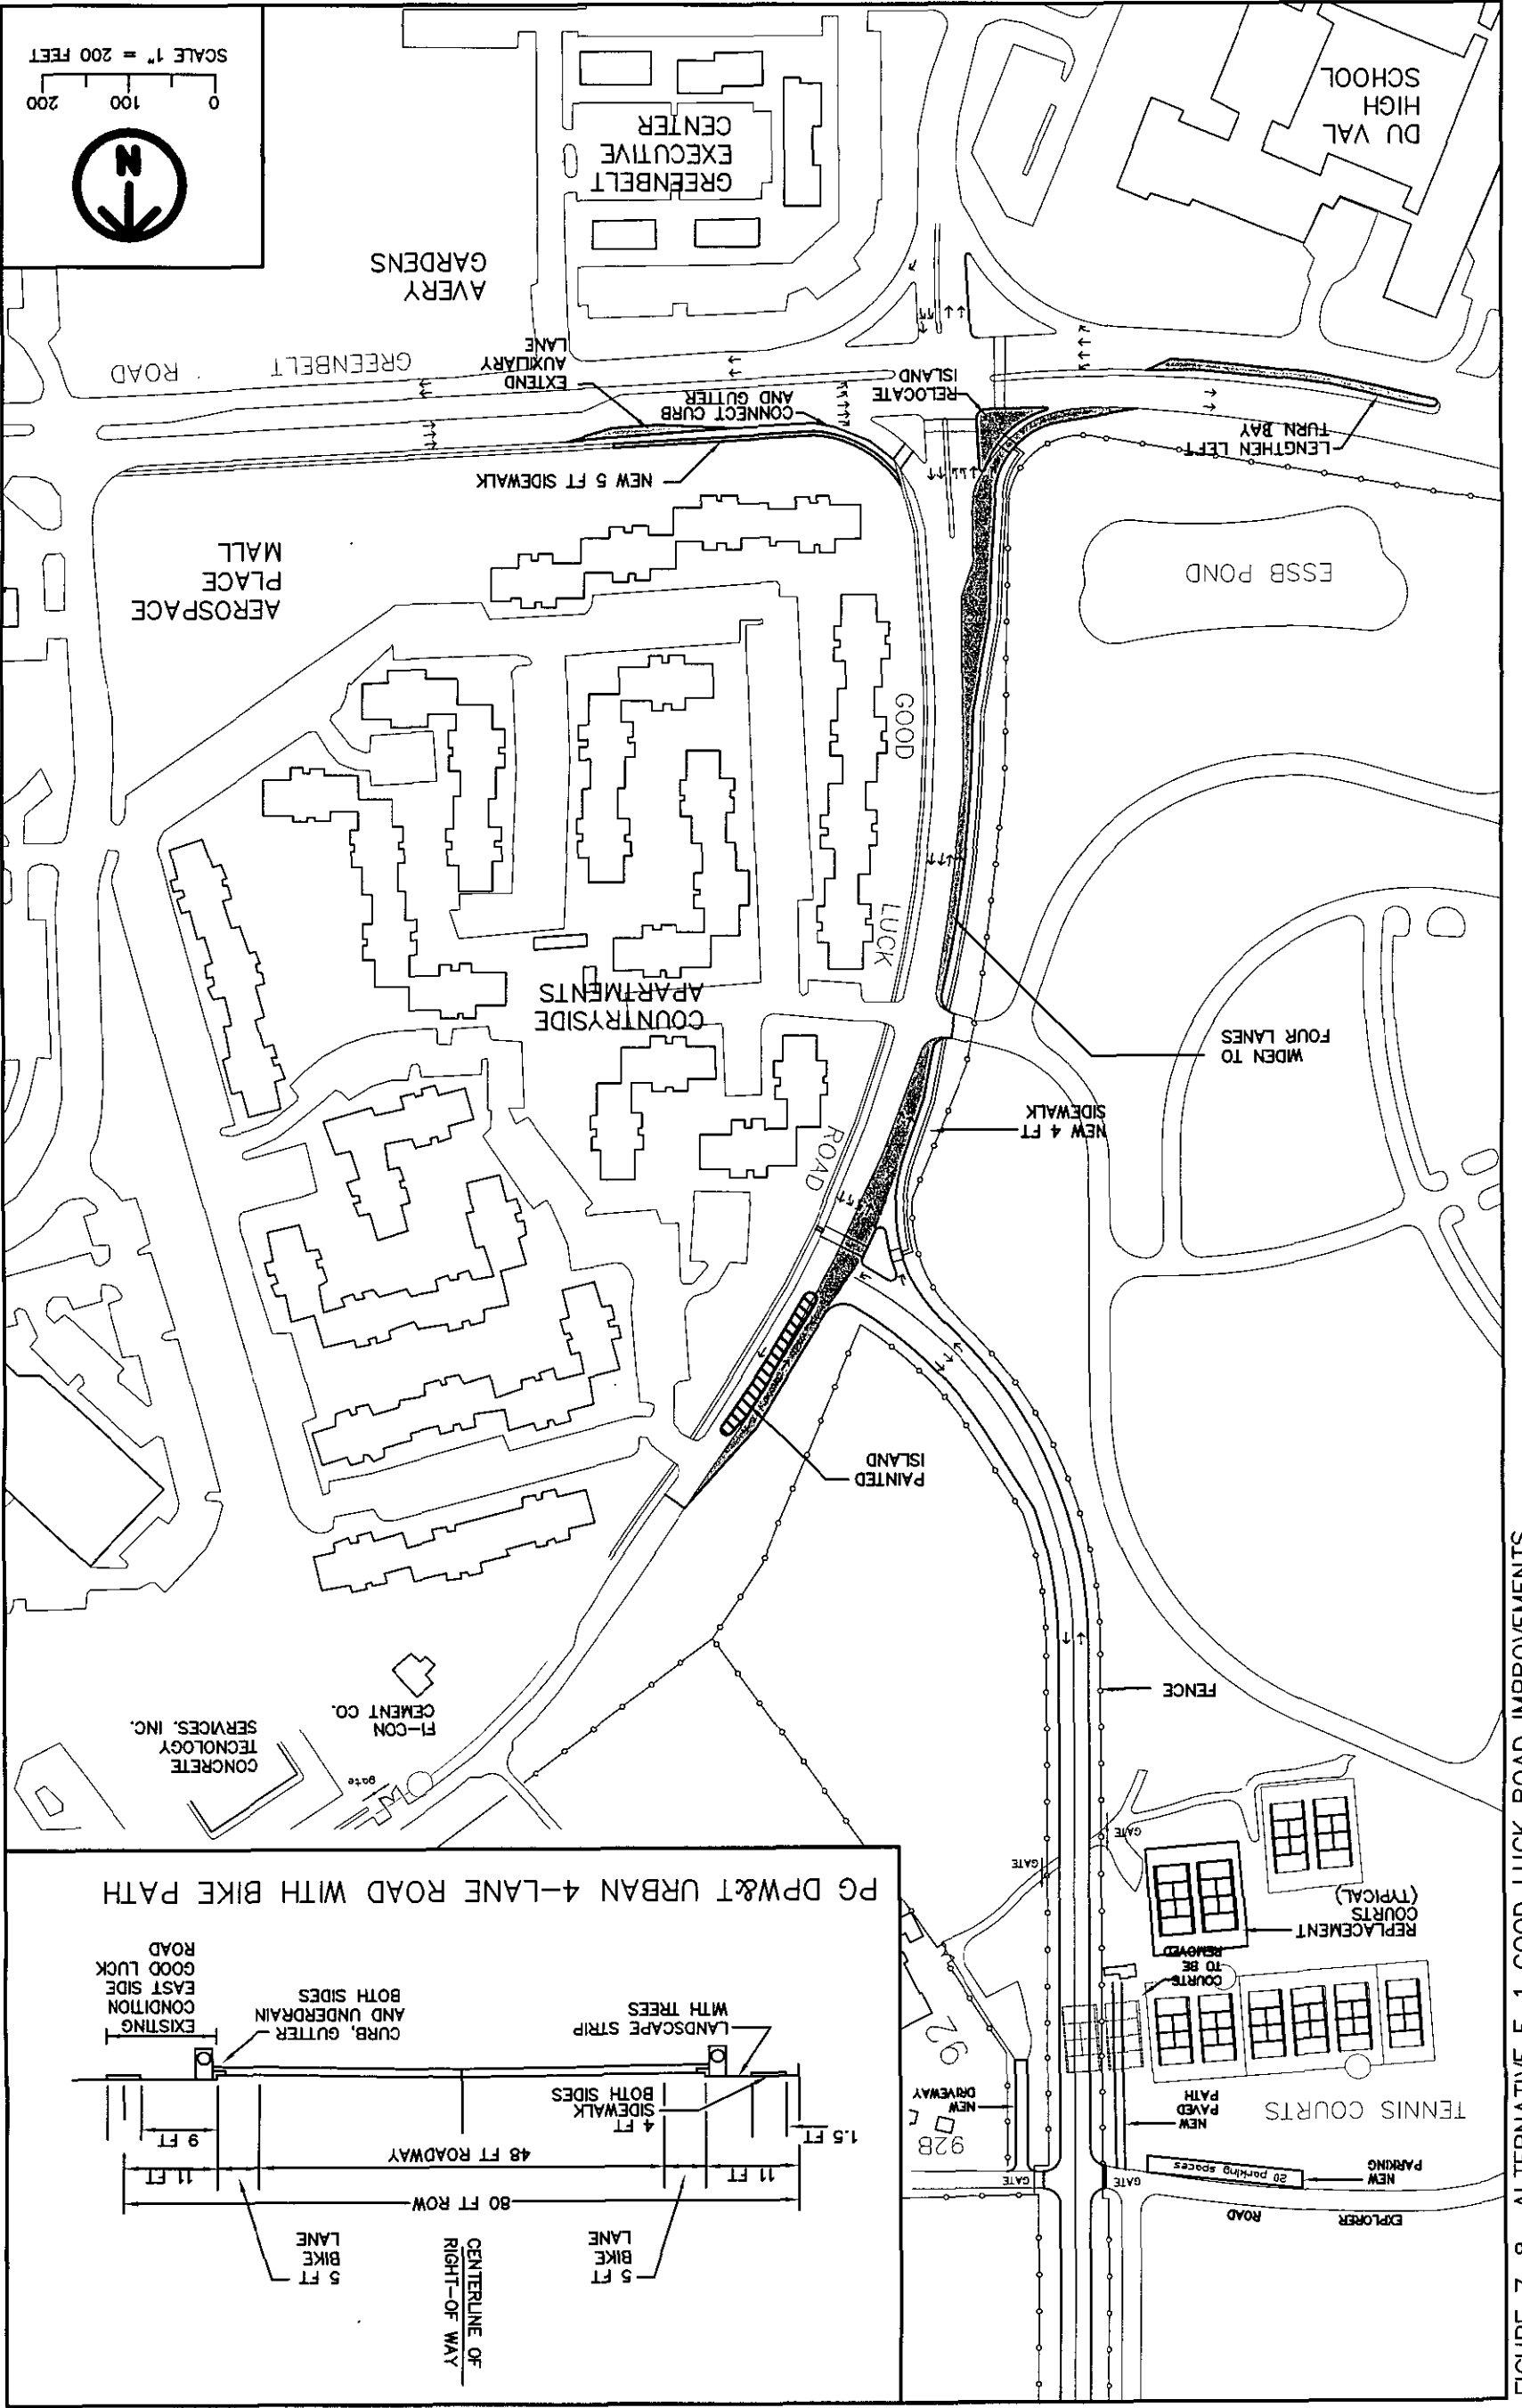 CENTERLINE OF
RIGHT-OF WAY
5 FT
BIKE
LANE
5 FT
BIKE
LANE
80 FT ROW
11 FT
48 FT ROADWAY
11 FT
1.5 FT
9 FT
4 FT
SIDEWALK
BOTH SIDES
LANDSCAPE STRIP
WITH TREES
CURB, GUTTER,
AND UNDERDRAIN
BOTH SIDES
EXISTING
CONDITION
EAST SIDE
GOOD LUCK
ROAD
PG DPW&T URBAN 4-LANE ROAD WITH BIKE PATH
EXPLORER
ROAD
NEW
PARKING
20 parking spaces
GATE
GATE
TENNIS COURTS
NEW
PAVED
PATH
92B
NEW
DRIVEWAY
92
COURTS
TO BE
REMOVED
REPLACEMENT
COURTS
(TYPICAL)
GATE
GATE
FENCE
gate
CONCRETE
TECNOLOGY
SERVICES, INC.
FI-CON
CEMENT CO.
PAINTED
ISLAND
ROAD
NEW 4 FT
SIDEWALK
WIDEN TO
FOUR LANES
COUNTRYSIDE
APARTMENTS
LUCK
GOOD
ESSB POND
AEROSPACE
PLACE
MALL
NEW 5 FT SIDEWALK
LENGTHEN LEFT
TURN BAY
CONNECT CURB
AND GUTTER
RELOCATE
ISLAND
EXTEND
AUXILIARY
LANE
GREENBELT
ROAD
AVERY
GARDENS
GREENBELT
EXECUTIVE
CENTER
DU VAL
HIGH
SCHOOL
N
0
100
200
SCALE 1" = 200 FEET
FIGURE 7-8. ALTERNATIVE 5-1 GOOD LUCK ROAD IMPROVEMENTS